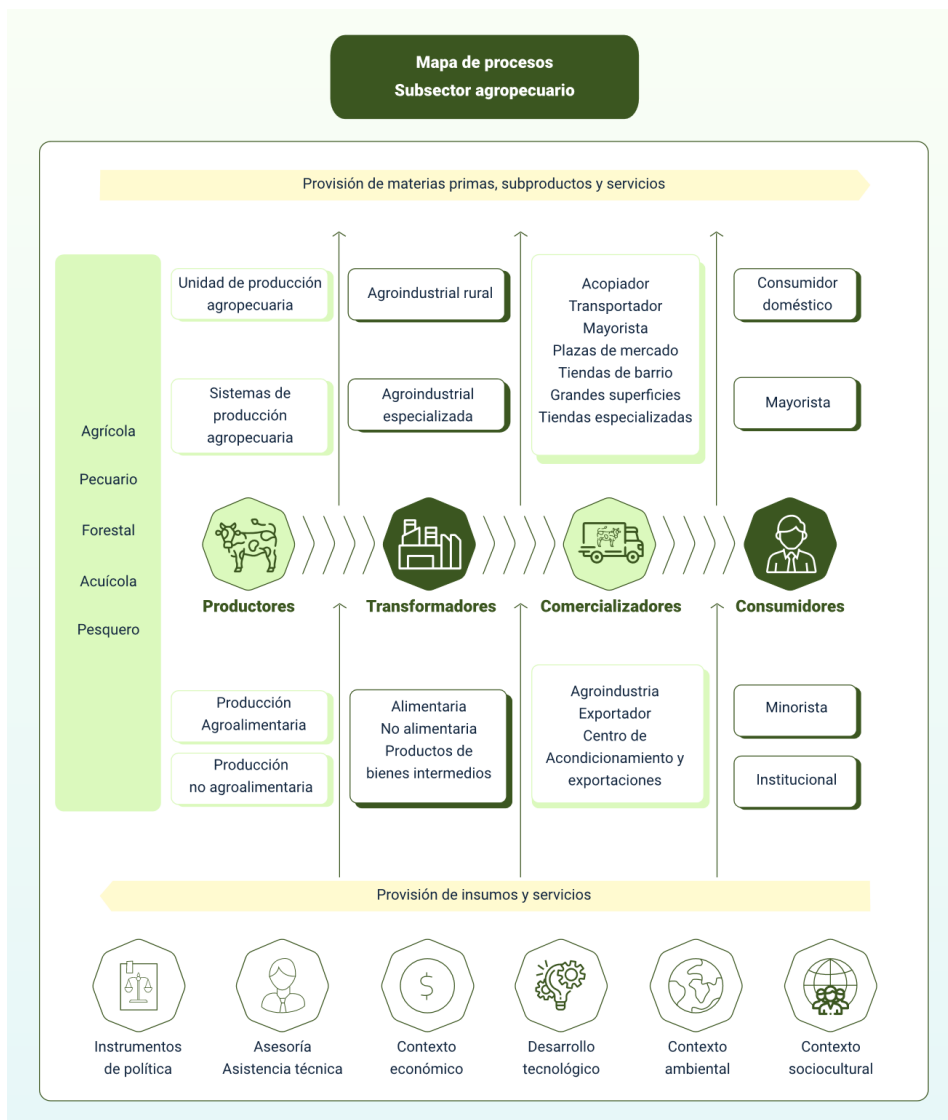 Mapa de procesos
Subsector agropecuario
Provisión de materias primas, subproductos y servicios
Agrícola
Pecuario
Forestal
Acuícola
Pesquero
Unidad de producción
agropecuaria
Sistemas de
producción
agropecuaria
Agroindustrial rural
Agroindustrial
especializada
Acopiador
Transportador
Mayorista
Plazas de mercado
Tiendas de barrio
Grandes superficies
Tiendas especializadas
Consumidor
doméstico
Mayorista
Productores
Transformadores
Comercializadores
Consumidores
Producción
Agroalimentaria
Producción
no agroalimentaria
Alimentaria
No alimentaria
Productos de
bienes intermedios
Agroindustria
Exportador
Centro de
Acondicionamiento y
exportaciones
Minorista
Institucional
Provisión de insumos y servicios
$
Instrumentos
de política
Asesoría
Asistencia técnica
Contexto
económico
Desarrollo
tecnológico
Contexto
ambiental
Contexto
sociocultural